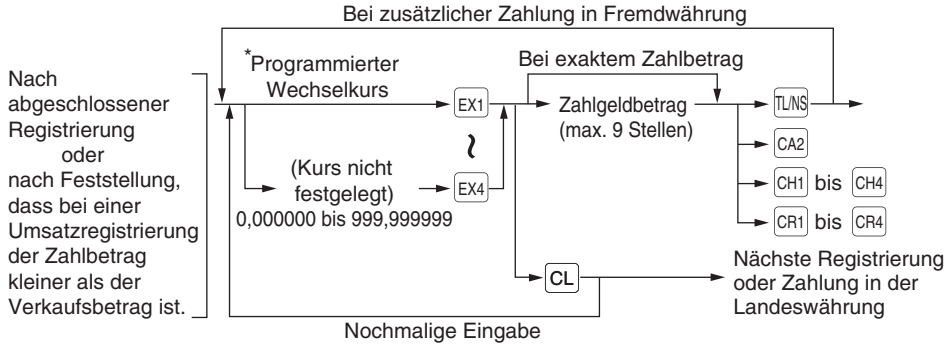 Bei zusätzlicher Zahlung in Fremdwährung
Nach
abgeschlossener
Registrierung
oder
nach Feststellung,
dass bei einer
Umsatzregistrierung
der Zahlbetrag
kleiner als der
Verkaufsbetrag ist.
*Programmierter
Wechselkurs
EX1
(Kurs nicht
festgelegt)
0,000000 bis 999,999999
EX4
Bei exaktem Zahlbetrag
Zahlgeldbetrag
(max. 9 Stellen)
TL/NS
CA2
CH1 bis CH4
CR1 bis CR4
CL
Nächste Registrierung
oder Zahlung in der
Landeswährung
Nochmalige Eingabe